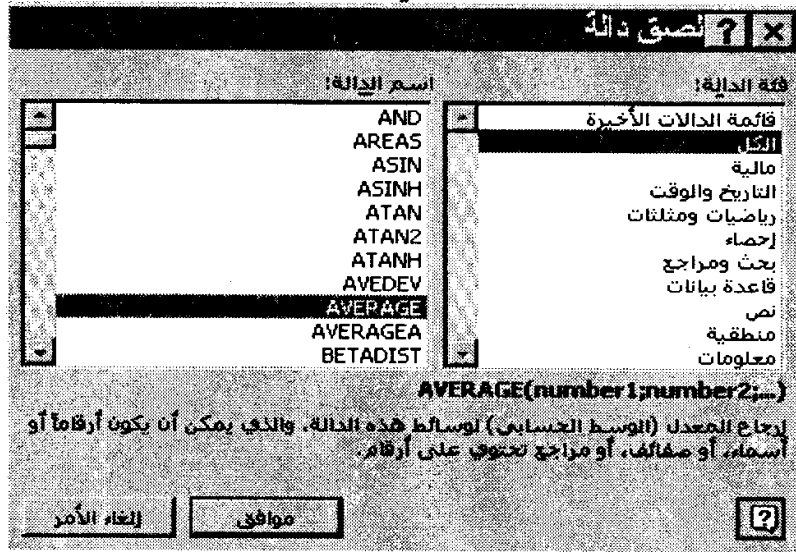 لصق دالة
فئة الدالة:
قائمة الدالات الأخيرة
الكل
مالية
التاريخ والوقت
رياضيات ومثلثات
إحصاء
بحث ومراجع
قاعدة بيانات
نص
منطقية
معلومات
اسم الدالة:
AND
AREAS
ASIN
ASINH
ATAN
ATAN2
ATANH
AVEDEV
AVERAGE
AVERAGEA
BETADIST
AVERAGE(number1;number2;...)
إرجاع المعدل (الوسط الحسابي) لوسائط هذه الدالة، والذي يمكن أن يكون أرقاماً أو
أسماء، أو صفائف، أو مراجع تحتوي على أرقام.
موافق
إلغاء الأمر